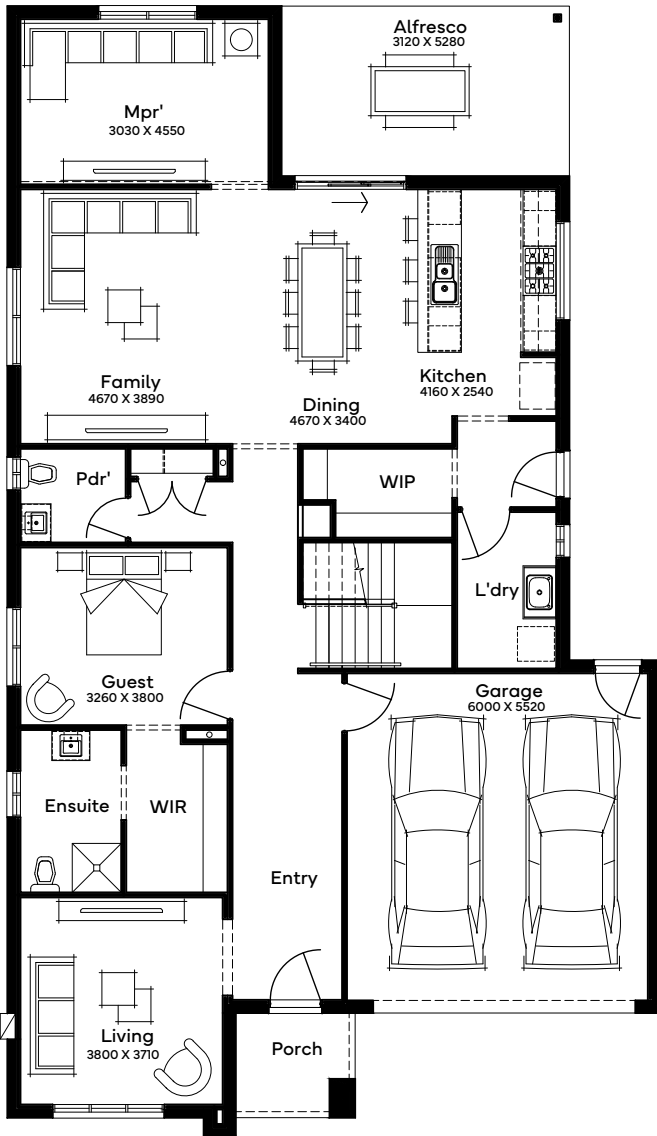 Alfresco
3120 X 5280
Mpr'
3030 X 4550
Family
4670 X 3890
Kitchen
4160 X 2540
Dining
4670 X 3400
Pdr'
WIP
L'dry
Guest
3260 X 3800
Garage
6000 X 5520
Ensuite
WIR
Entry
Living
3800 X 3710
Porch